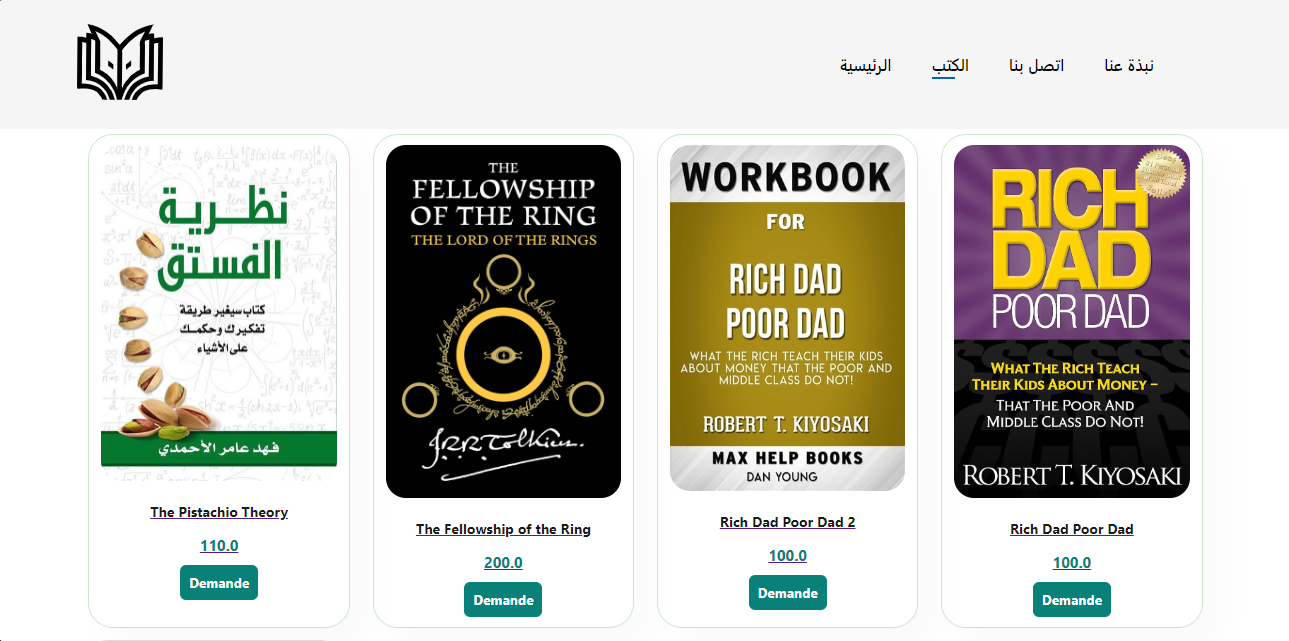 نبذة عنا
اتصل بنا
الكتب
الرئيسية
نظرية
الفستق
كتاب سيغير طريقة
تفكيرك وحكمك
على الأشياء
فهد عامر الأحمدي
The Pistachio Theory
110.0
Demande
THE
FELLOWSHIP
OF THE RING
THE LORD OF THE RINGS
J.R.R. Tolkien.
The Fellowship of the Ring
200.0
Demande
WORKBOOK
FOR
RICH DAD
POOR DAD
WHAT THE RICH TEACH THEIR KIDS
ABOUT MONEY THAT THE POOR AND
MIDDLE CLASS DO NOT!
ROBERT T. KIYOSAKI
MAX HELP BOOKS
DAN YOUNG
Rich Dad Poor Dad 2
100.0
Demande
RICH
DAD
POOR DAD
WHAT THE RICH TEACH
THEIR KIDS ABOUT MONEY –
THAT THE POOR AND
MIDDLE CLASS DO NOT!
ROBERT T. KIYOSAKI
Rich Dad Poor Dad
100.0
Demande